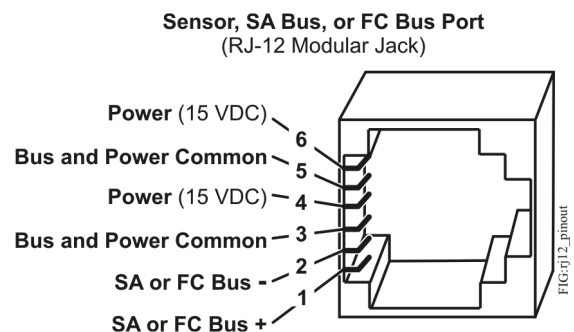 Sensor, SA Bus, or FC Bus Port
(RJ-12 Modular Jack)
Power (15 VDC) 6
Bus and Power Common 5
Power (15 VDC) 4
Bus and Power Common 3
SA or FC Bus - 2
SA or FC Bus + 1
FIG:rj12_pinout